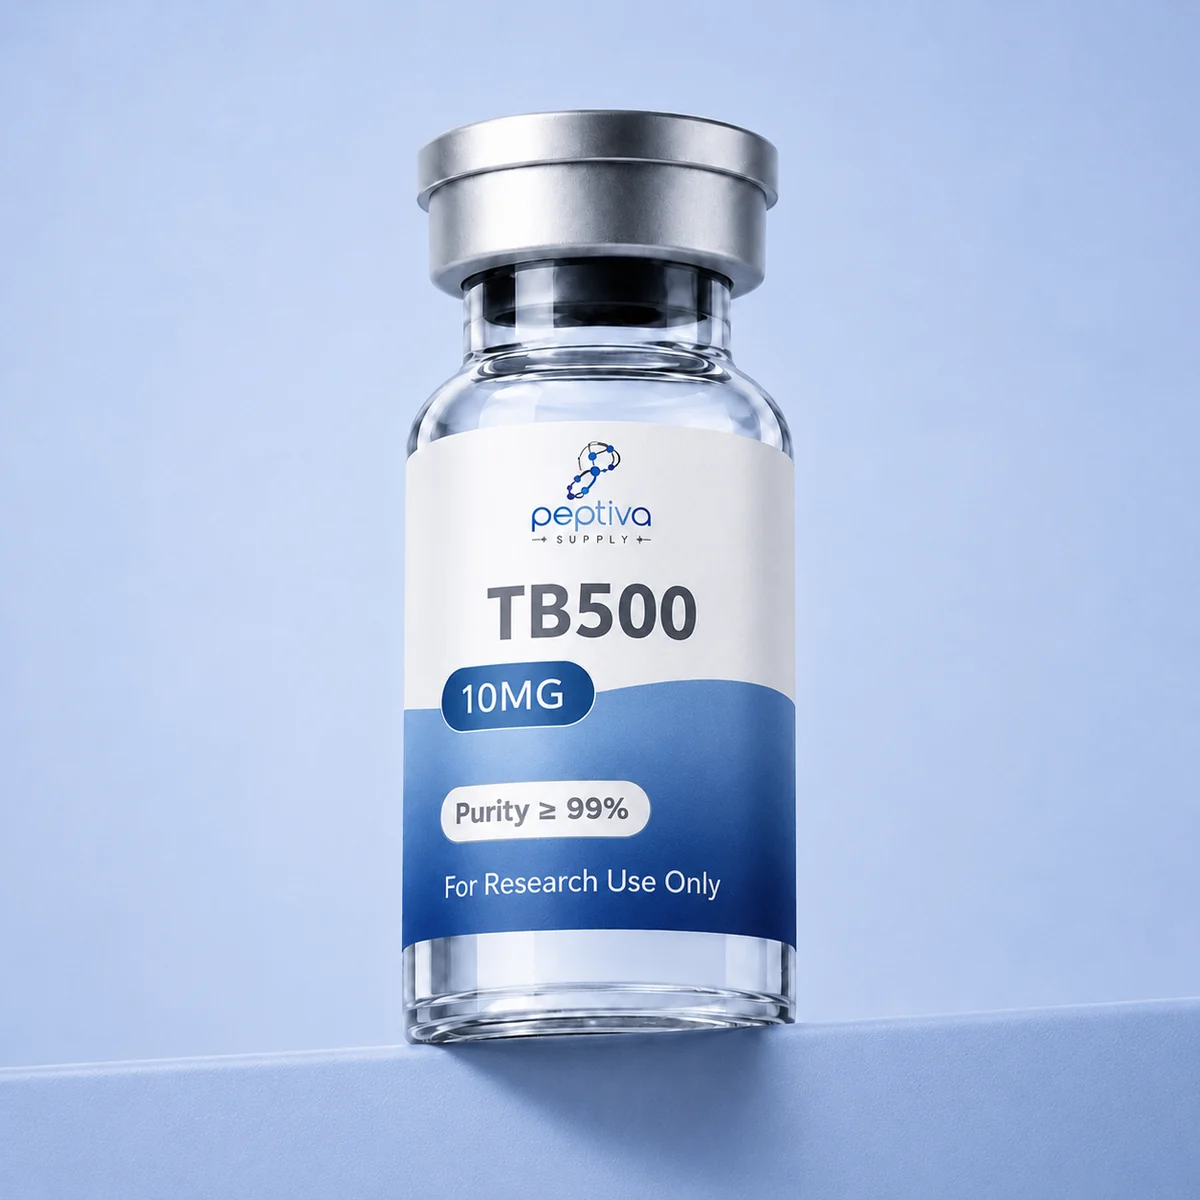 peptiva
SUPPLY
TB500
10MG
Purity ≥ 99%
For Research Use Only